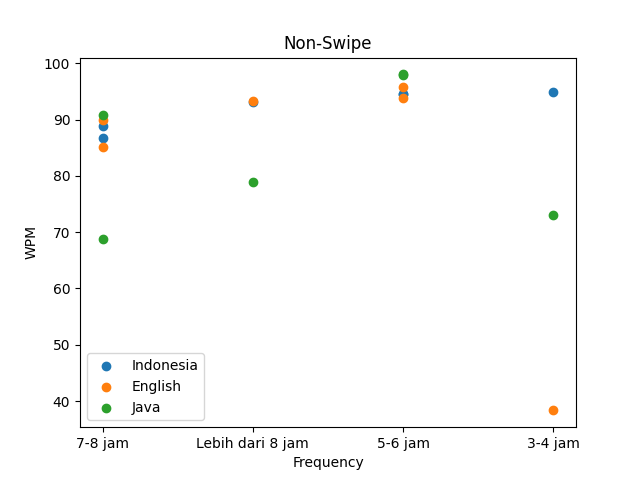 Non-Swipe
WPM
100
90
80
70
60
50
40
Indonesia
English
Java
7-8 jam
Lebih dari 8 jam
5-6 jam
3-4 jam
Frequency